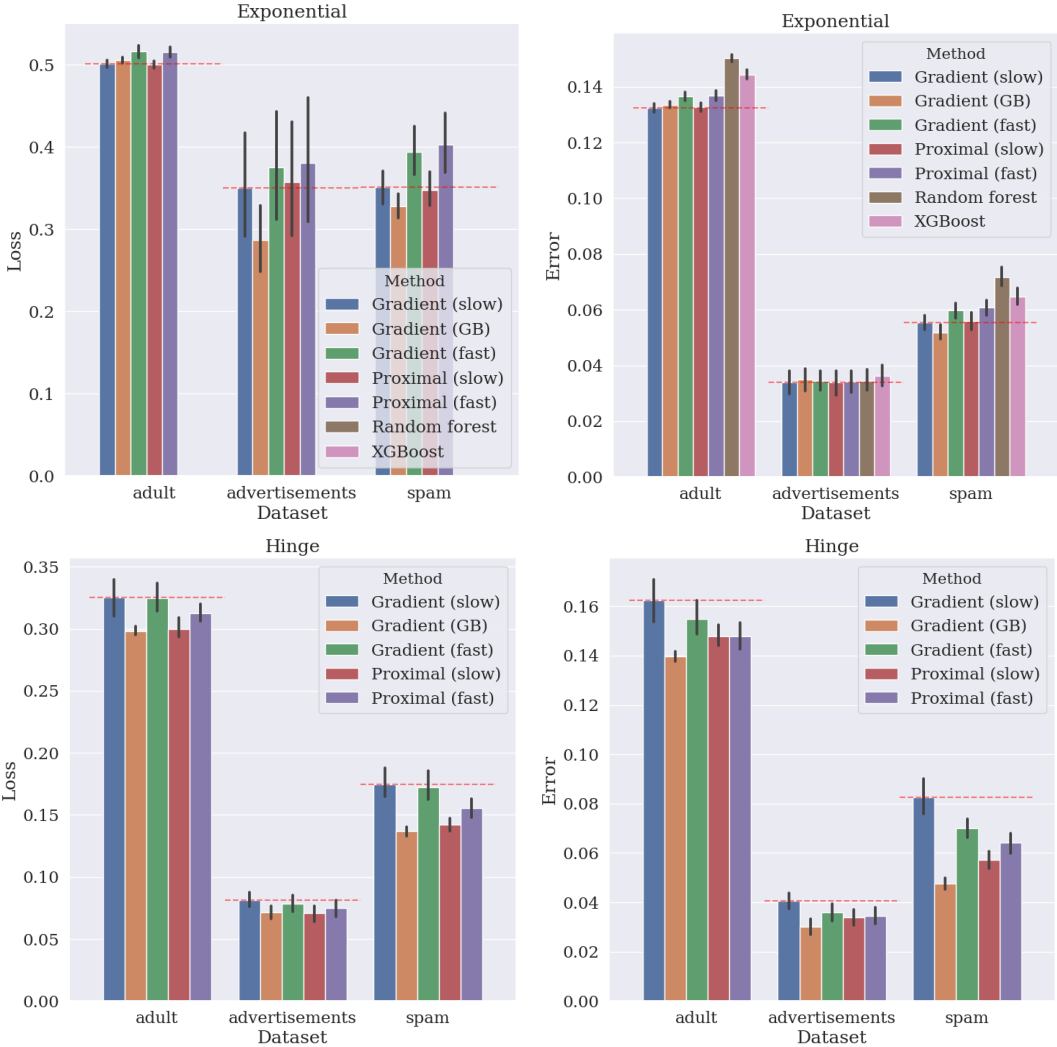 Exponential
Loss
0.5
0.4
0.3
0.2
0.1
0.0
Method
Gradient (slow)
Gradient (GB)
Gradient (fast)
Proximal (slow)
Proximal (fast)
Random forest
XGBoost
adult advertisements spam
Dataset
Exponential
Error
0.14
0.12
0.10
0.08
0.06
0.04
0.02
0.00
Method
Gradient (slow)
Gradient (GB)
Gradient (fast)
Proximal (slow)
Proximal (fast)
Random forest
XGBoost
adult advertisements spam
Dataset
Hinge
Loss
0.35
0.30
0.25
0.20
0.15
0.10
0.05
0.00
Method
Gradient (slow)
Gradient (GB)
Gradient (fast)
Proximal (slow)
Proximal (fast)
adult advertisements spam
Dataset
Hinge
Error
0.16
0.14
0.12
0.10
0.08
0.06
0.04
0.02
0.00
Method
Gradient (slow)
Gradient (GB)
Gradient (fast)
Proximal (slow)
Proximal (fast)
adult advertisements spam
Dataset